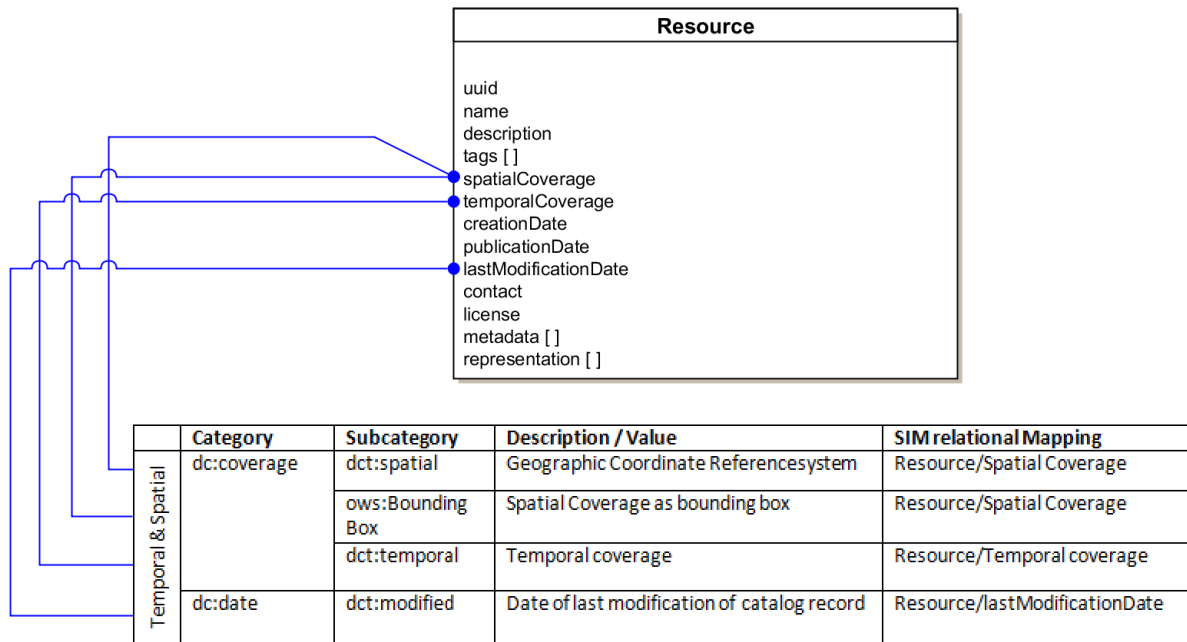 Resource
uuid
name
description
tags [ ]
spatialCoverage
temporalCoverage
creationDate
publicationDate
lastModificationDate
contact
license
metadata [ ]
representation [ ]
Category Subcategory Description / Value SIM relational Mapping
Temporal & Spatial
dc:coverage dct:spatial Geographic Coordinate Referencesystem Resource/Spatial Coverage
ows:Bounding Spatial Coverage as bounding box Resource/Spatial Coverage
Box
dct:temporal Temporal coverage Resource/Temporal coverage
dc:date dct:modified Date of last modification of catalog record Resource/lastModificationDate